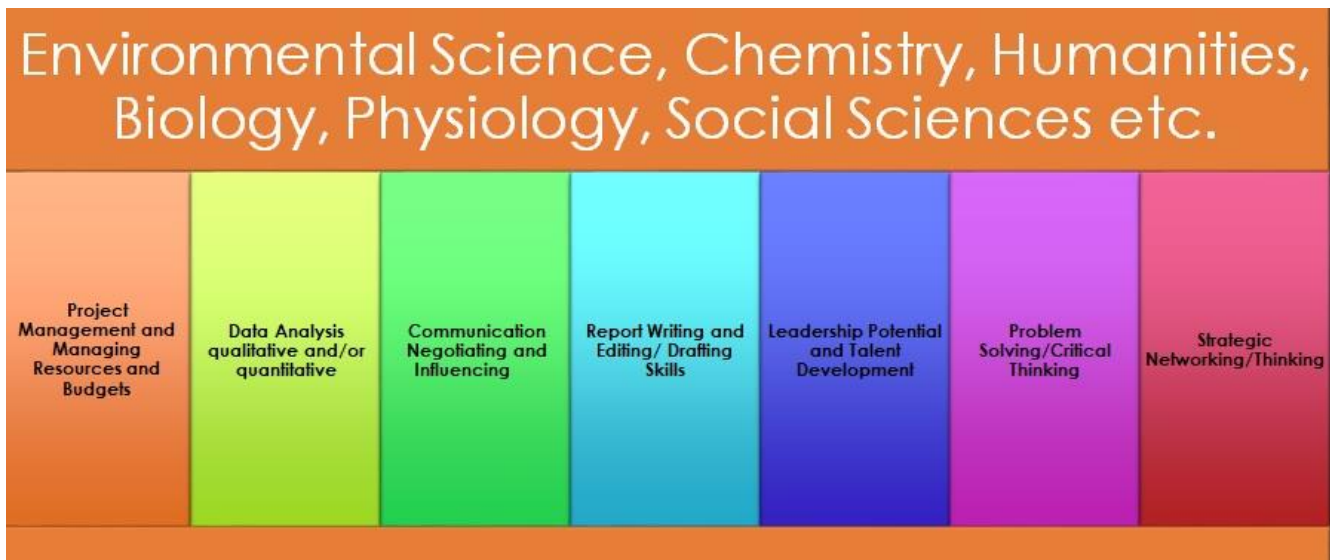 Environmental Science, Chemistry, Humanities,
Biology, Physiology, Social Sciences etc.
Project
Management and
Managing
Resources and
Budgets
Data Analysis
qualitative and/or
quantitative
Communication
Negotiating and
Influencing
Report Writing and
Editing/ Drafting
Skills
Leadership Potential
and Talent
Development
Problem
Solving/Critical
Thinking
Strategic
Networking/Thinking